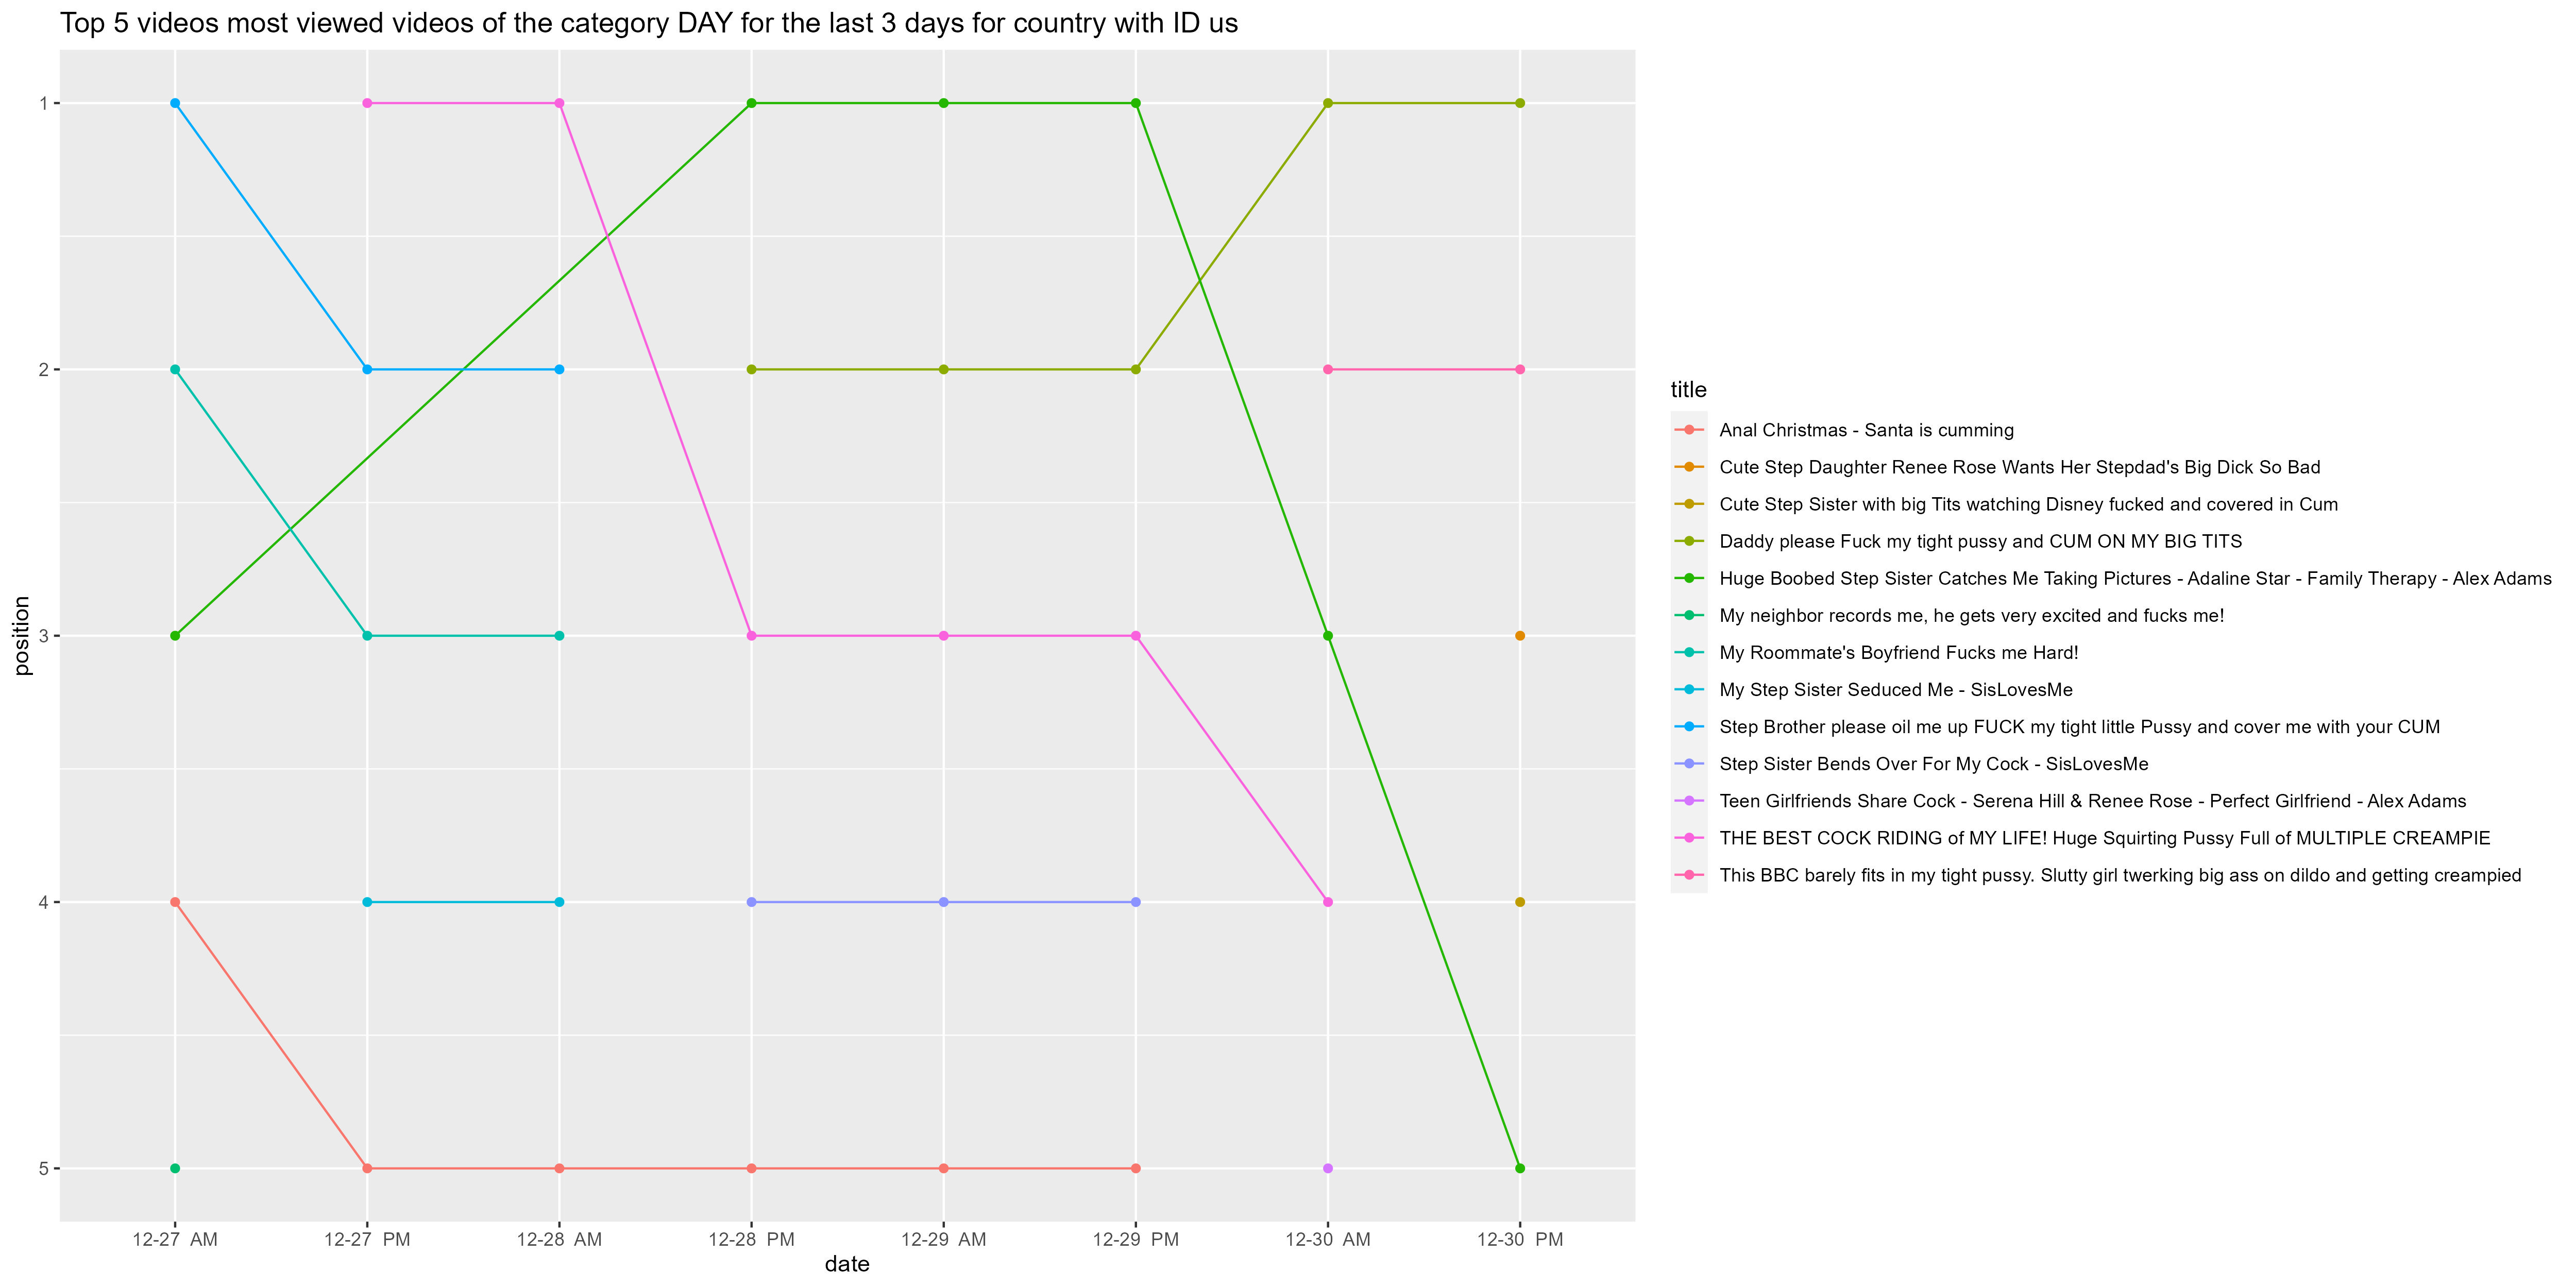 Top 5 videos most viewed videos of the category DAY for the last 3 days for country with ID us
1
2
3
4
5
position
12-27 AM
12-27 PM
12-28 AM
12-28 PM
12-29 AM
12-29 PM
12-30 AM
12-30 PM
date
title
Anal Christmas - Santa is cumming
Cute Step Daughter Renee Rose Wants Her Stepdad's Big Dick So Bad
Cute Step Sister with big Tits watching Disney fucked and covered in Cum
Daddy please Fuck my tight pussy and CUM ON MY BIG TITS
Huge Boobed Step Sister Catches Me Taking Pictures - Adaline Star - Family Therapy - Alex Adams
My neighbor records me, he gets very excited and fucks me!
My Roommate's Boyfriend Fucks me Hard!
My Step Sister Seduced Me - SisLovesMe
Step Brother please oil me up FUCK my tight little Pussy and cover me with your CUM
Step Sister Bends Over For My Cock - SisLovesMe
Teen Girlfriends Share Cock - Serena Hill & Renee Rose - Perfect Girlfriend - Alex Adams
THE BEST COCK RIDING of MY LIFE! Huge Squirting Pussy Full of MULTIPLE CREAMPIE
This BBC barely fits in my tight pussy. Slutty girl twerking big ass on dildo and getting creampied